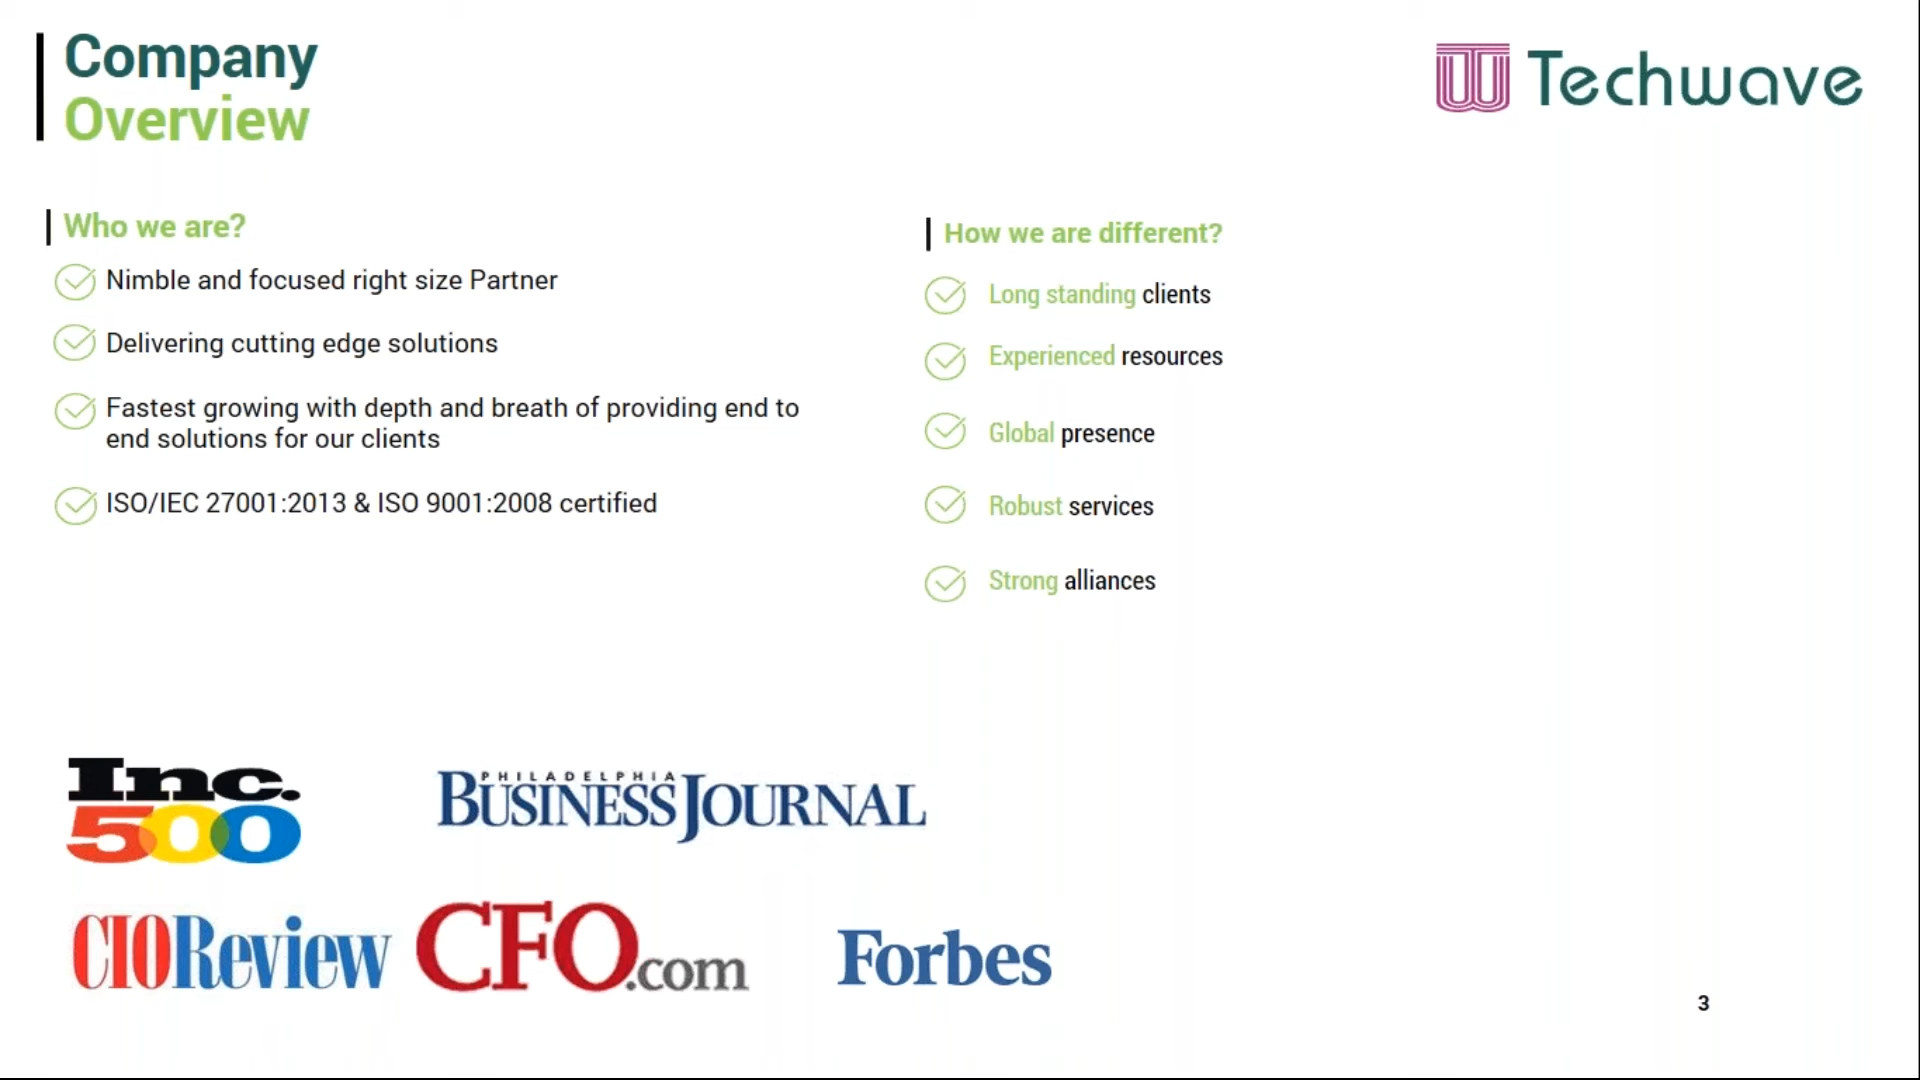 Company
Overview
Techwave
Who we are?
Nimble and focused right size Partner
Delivering cutting edge solutions
Fastest growing with depth and breath of providing end to
end solutions for our clients
ISO/IEC 27001:2013 & ISO 9001:2008 certified
How we are different?
Long standing clients
Experienced resources
Global presence
Robust services
Strong alliances
Inc.
500
PHILADELPHIA
BUSINESS JOURNAL
CIOReview
CFO.com
Forbes
3